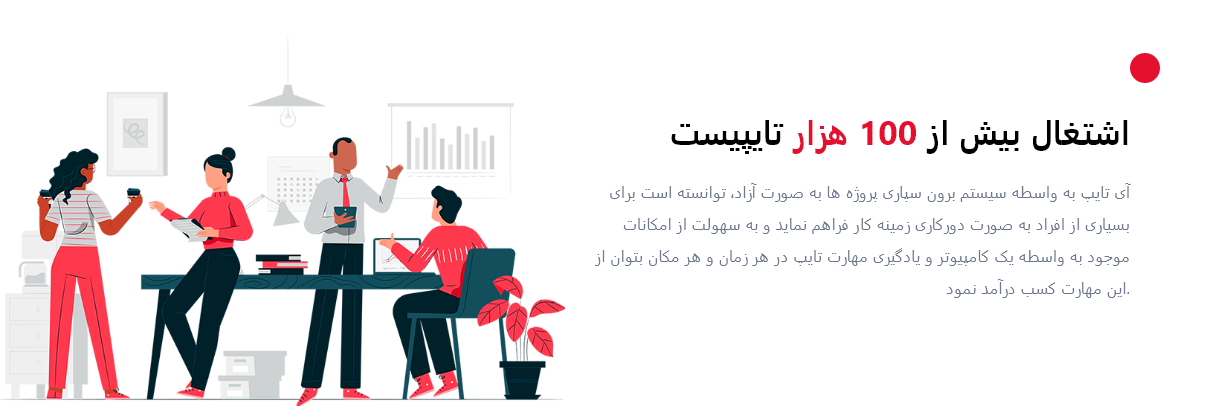 اشتغال بیش از 100 هزار تایپیست
آی تایپ به واسطه سیستم برون سپاری پروژه ها به صورت آزاد، توانسته است برای
بسیاری از افراد به صورت دورکاری زمینه کار فراهم نماید و به سهولت از امکانات
موجود به واسطه یک کامپیوتر و یادگیری مهارت تایپ در هر زمان و هر مکان بتوان از
.این مهارت کسب درآمد نمود